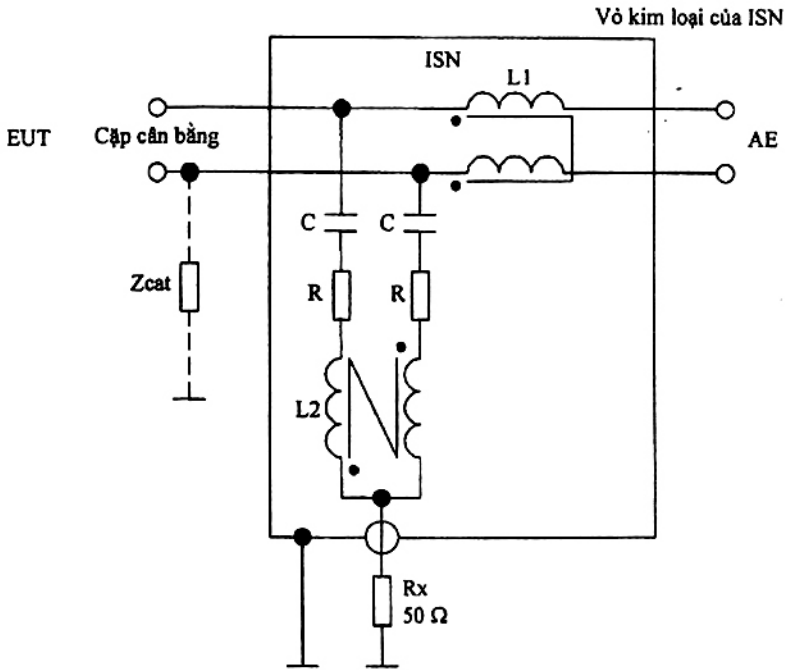 Vỏ kim loại của ISN
ISN
L1
EUT
Cặp cân bằng
AE
C
C
Zcat
R
R
L2
Rx
50 Ω